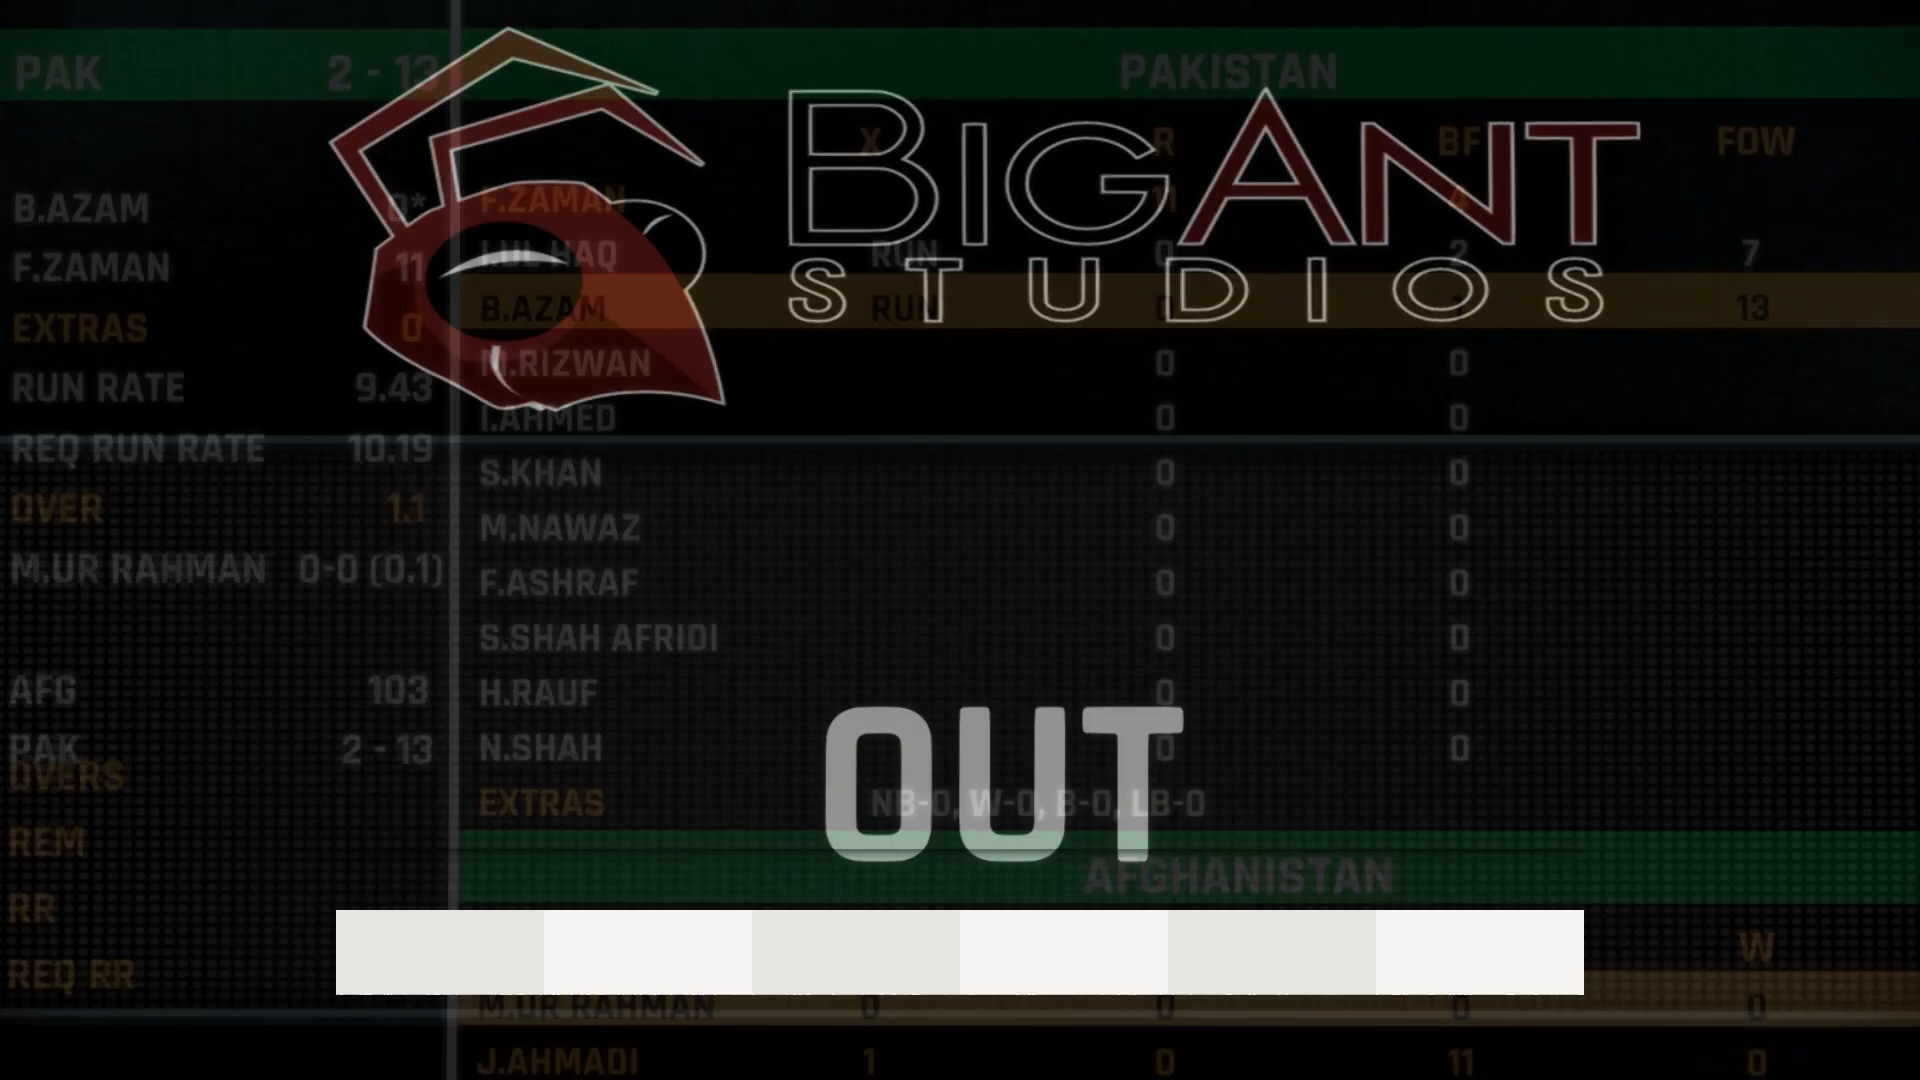 PAK 2 - 13
PAKISTAN
BIGANT
STUDIOS
X R BF FOW
B.AZAM 0*
F.ZAMAN 11
EXTRAS 0
RUN RATE 9.43
REQ RUN RATE 10.19
OVER 1.1
M.UR RAHMAN 0-0 (0.1)
AFG 103
PAK 2 - 13
OVERS
REM
RR
REQ RR
F.ZAMAN 11 4
I.UL HAQ RUN 0 2 7
B.AZAM RUN 0 1 13
M.RIZWAN 0 0
I.AHMED 0 0
S.KHAN 0 0
M.NAWAZ 0 0
F.ASHRAF 0 0
S.SHAH AFRIDI 0 0
H.RAUF 0 0
N.SHAH 0 0
EXTRAS NB-0, W-0, B-0, LB-0
OUT
AFGHANISTAN
W
M.UR RAHMAN 0 0 0 0
J.AHMADI 1 0 11 0